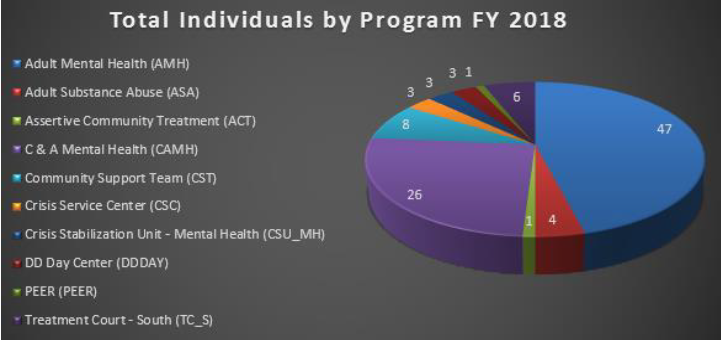 Total Individuals by Program FY 2018
Adult Mental Health (AMH)
Adult Substance Abuse (ASA)
Assertive Community Treatment (ACT)
C & A Mental Health (CAMH)
Community Support Team (CST)
Crisis Service Center (CSC)
Crisis Stabilization Unit - Mental Health (CSU_MH)
DD Day Center (DDDAY)
PEER (PEER)
Treatment Court - South (TC_S)
47
4
1
26
8
3
3
3
1
6